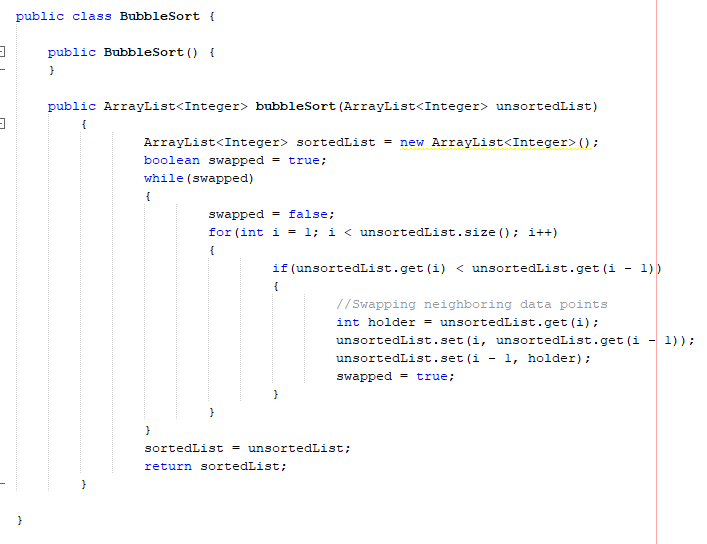 public class BubbleSort {
public BubbleSort() {
}
public ArrayList<Integer> bubbleSort(ArrayList<Integer> unsortedList)
{
ArrayList<Integer> sortedList = new ArrayList<Integer>();
boolean swapped = true;
while(swapped)
{
swapped = false;
for(int i = 1; i < unsortedList.size(); i++)
{
if(unsortedList.get(i) < unsortedList.get(i - 1))
{
//Swapping neighboring data points
int holder = unsortedList.get(i);
unsortedList.set(i, unsortedList.get(i - 1));
unsortedList.set(i - 1, holder);
swapped = true;
}
}
}
sortedList = unsortedList;
return sortedList;
}
}